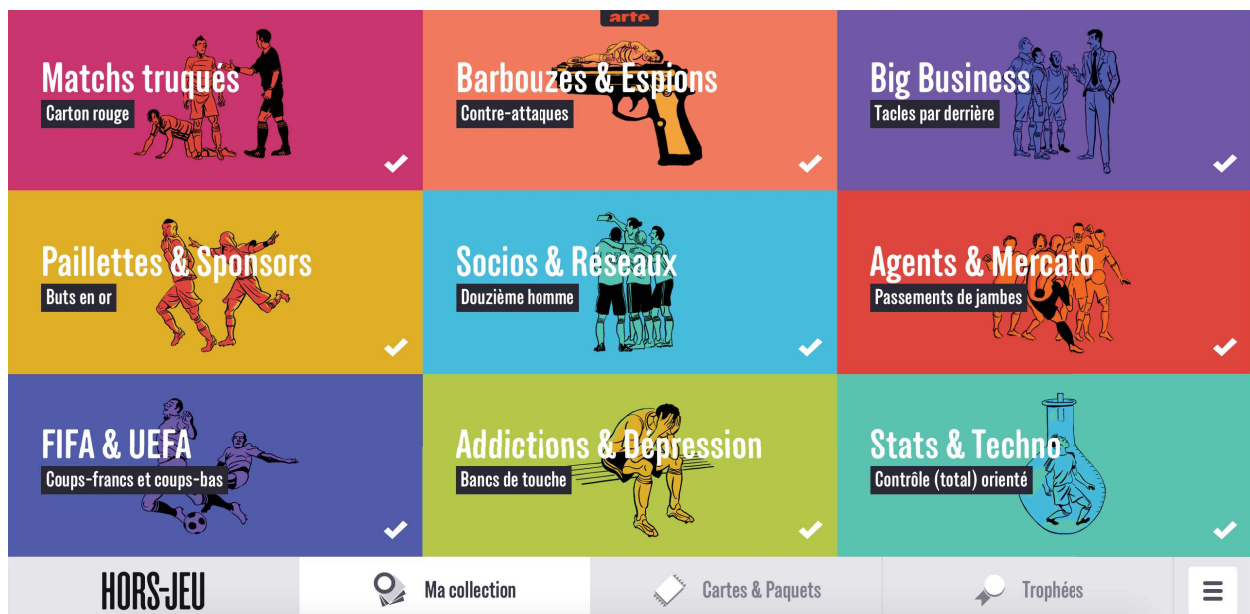 arte
Matchs truqués
Carton rouge
Barbouzes & Espions
Contre-attaques
Big Business
Tacles par derrière
Paillettes & Sponsors
Buts en or
Socios & Réseaux
Douzième homme
Agents & Mercato
Passements de jambes
FIFA & UEFA
Coups-francs et coups-bas
Addictions & Dépression
Bancs de touche
Stats & Techno
Contrôle (total) orienté
HORS-JEU
Ma collection
Cartes & Paquets
Trophées